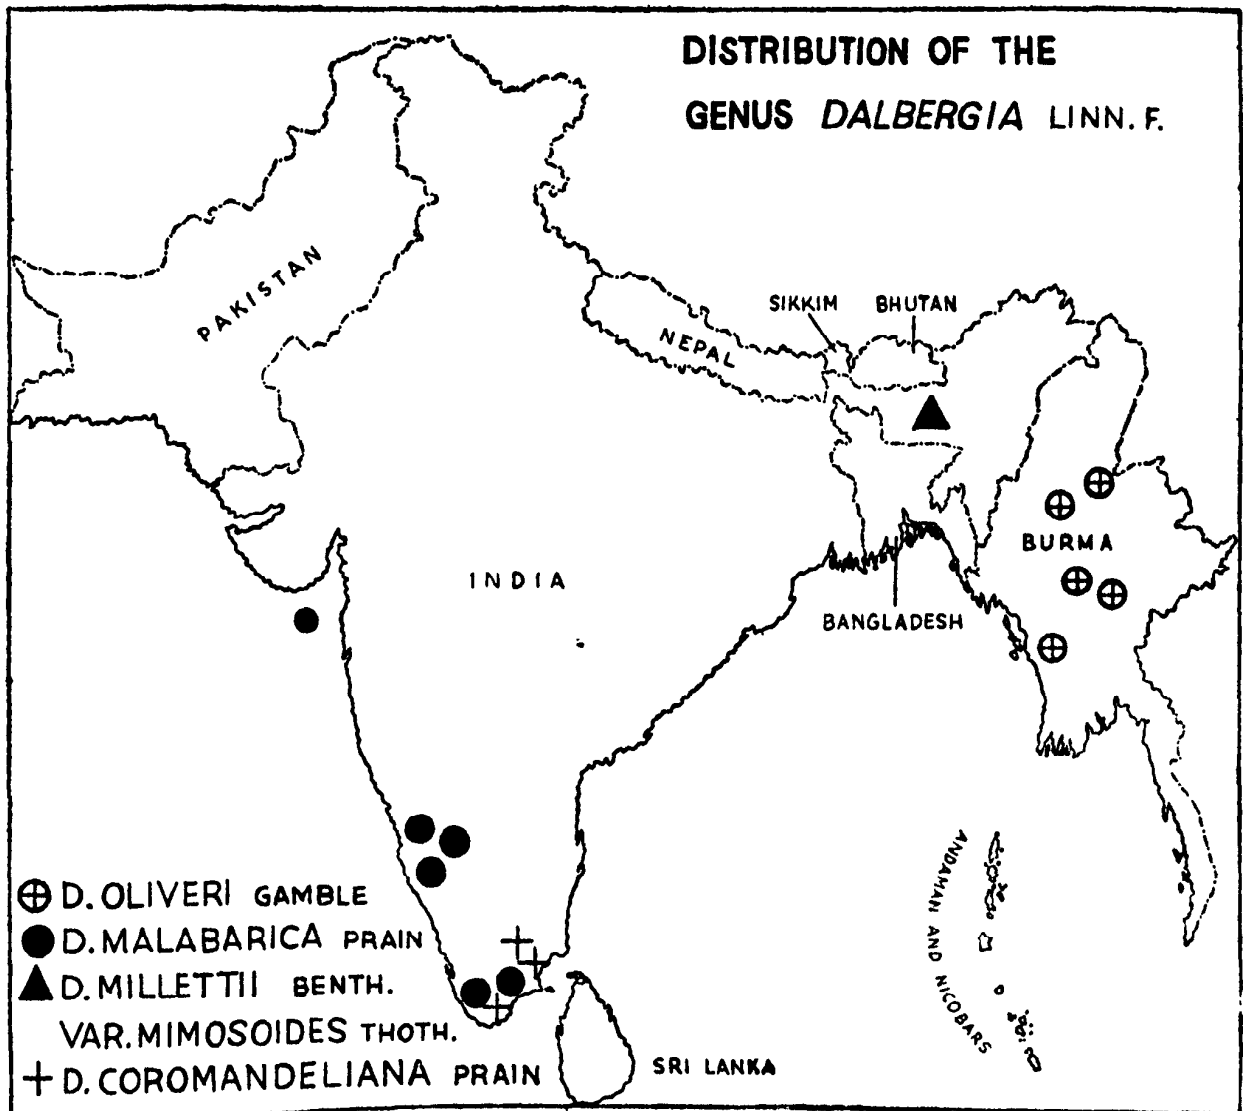 DISTRIBUTION OF THE
GENUS DALBERGIA LINN. F.
PAKISTAN
NEPAL
SIKKIM
BHUTAN
INDIA
BURMA
BANGLADESH
ANDAMAN AND NICOBARS
SRI LANKA
D. OLIVERI GAMBLE
D. MALABARICA PRAIN
D. MILLETTII BENTH.
VAR. MIMOSOIDES THOTH.
D. COROMANDELIANA PRAIN